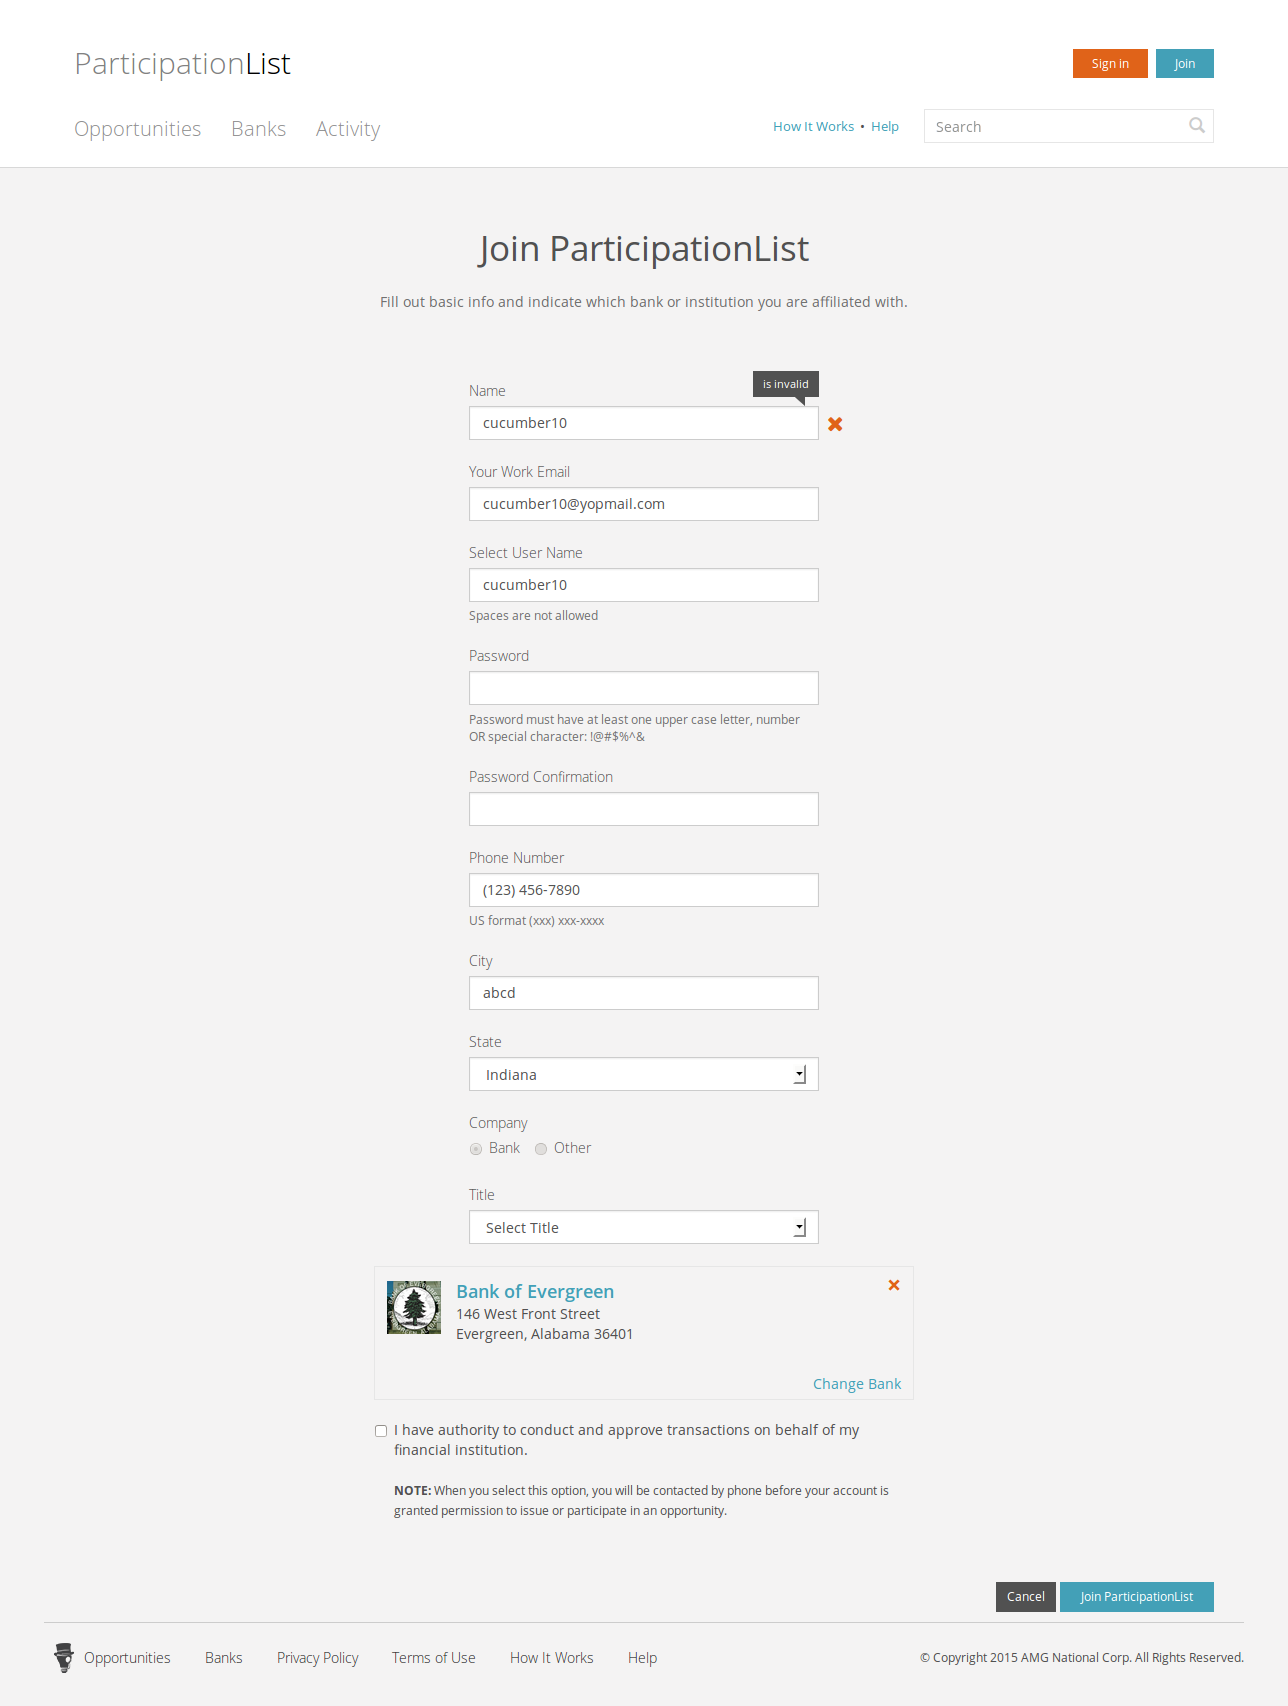 ParticipationList
Sign in
Join
Opportunities
Banks
Activity
How It Works • Help
Search
Join ParticipationList
Fill out basic info and indicate which bank or institution you are affiliated with.
is invalid
Name
cucumber10
Your Work Email
cucumber10@yopmail.com
Select User Name
cucumber10
Spaces are not allowed
Password
Password must have at least one upper case letter, number
OR special character: !@#$%^&
Password Confirmation
Phone Number
(123) 456-7890
US format (xxx) xxx-xxxx
City
abcd
State
Indiana
Company
Bank
Other
Title
Select Title
Bank of Evergreen
146 West Front Street
Evergreen, Alabama 36401
Change Bank
I have authority to conduct and approve transactions on behalf of my
financial institution.
NOTE: When you select this option, you will be contacted by phone before your account is
granted permission to issue or participate in an opportunity.
Cancel
Join ParticipationList
Opportunities
Banks
Privacy Policy
Terms of Use
How It Works
Help
© Copyright 2015 AMG National Corp. All Rights Reserved.